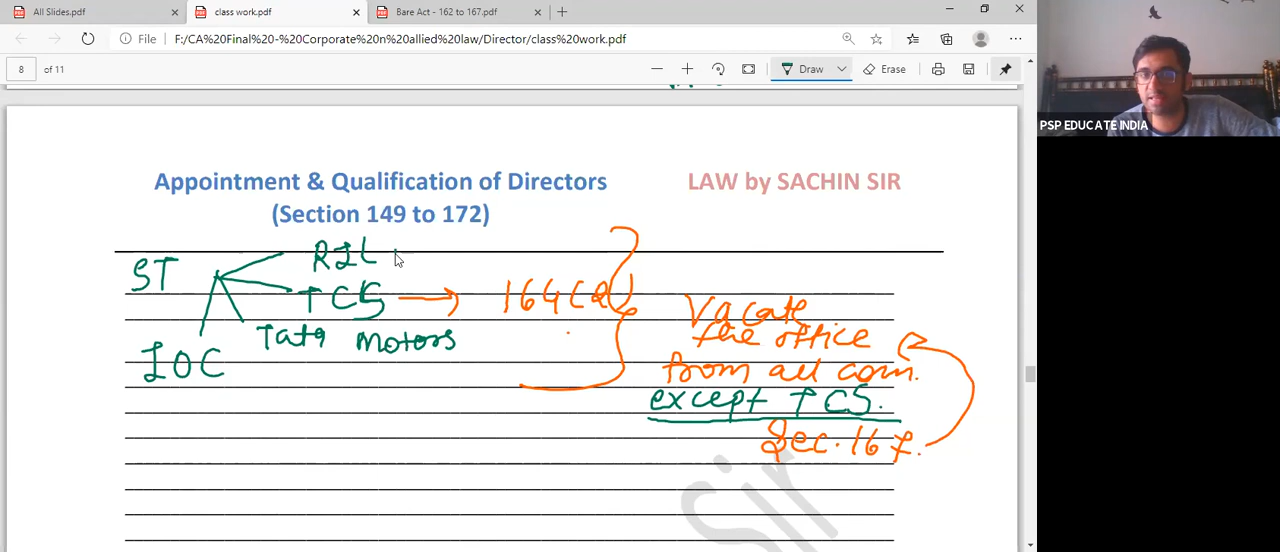 All Slides.pdf
class work.pdf
Bare Act - 162 to 167.pdf
File
F:/CA%20Final%20-%20Corporate%20n%20allied%20law/Director/class%20work.pdf
8 of 11
Draw
Erase
PSP EDUCATE INDIA
Appointment & Qualification of Directors
(Section 149 to 172)
LAW by SACHIN SIR
ST
RIL
TCS → 164(2)
Tata Motors
IOC
Vacate
the office
from all com.
except TCS.
Sec. 167.
Sir